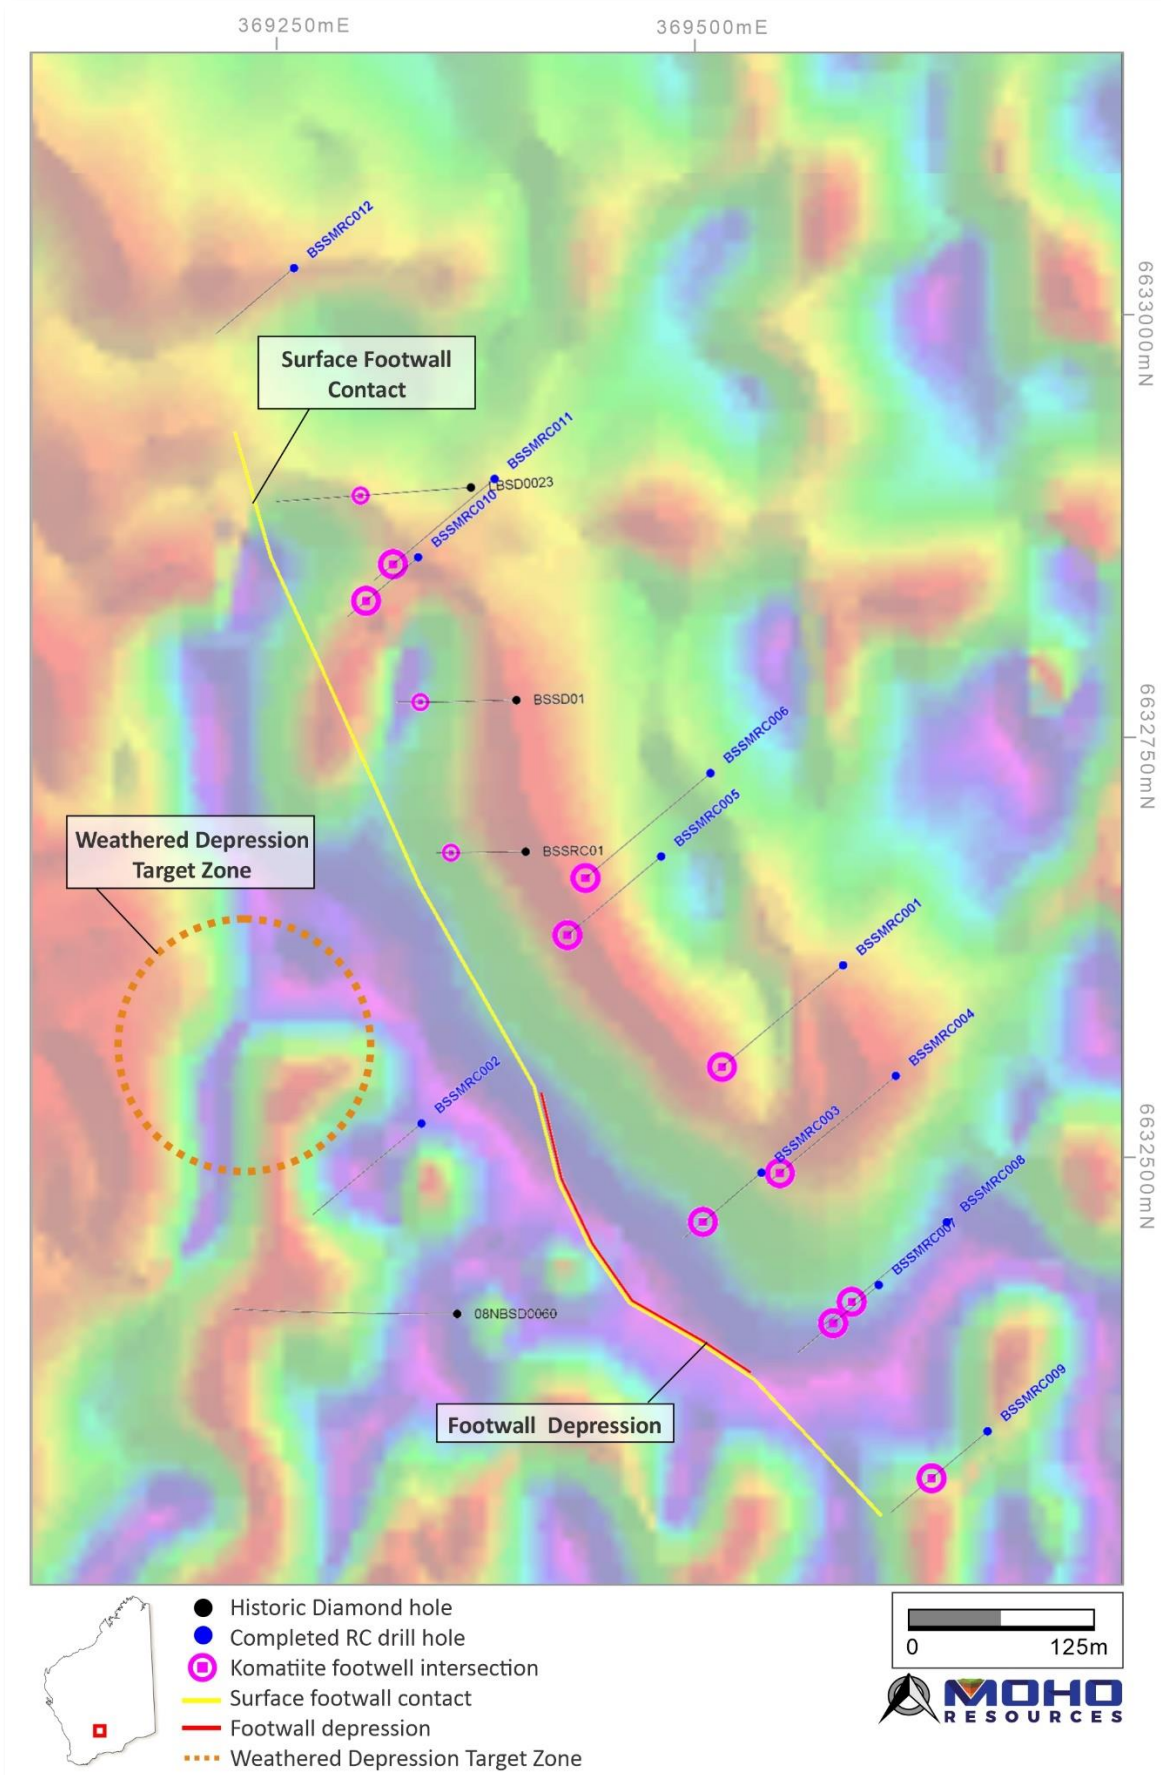 369250mE
369500mE
BSSMRC012
6633000mN
Surface Footwall
Contact
BSSMRC011
LBSD0023
BSSMRC010
BSSD01
6632750mN
BSSMRC006
BSSMRC005
Weathered Depression
Target Zone
BSSRC01
BSSMRC001
BSSMRC004
BSSMRC002
BSSMRC003
6632500mN
BSSMRC008
BSSMRC007
08NBSD0060
BSSMRC009
Footwall Depression
Historic Diamond hole
Completed RC drill hole
Komatiite footwell intersection
Surface footwall contact
Footwall depression
Weathered Depression Target Zone
0 125m
MOHO
RESOURCES